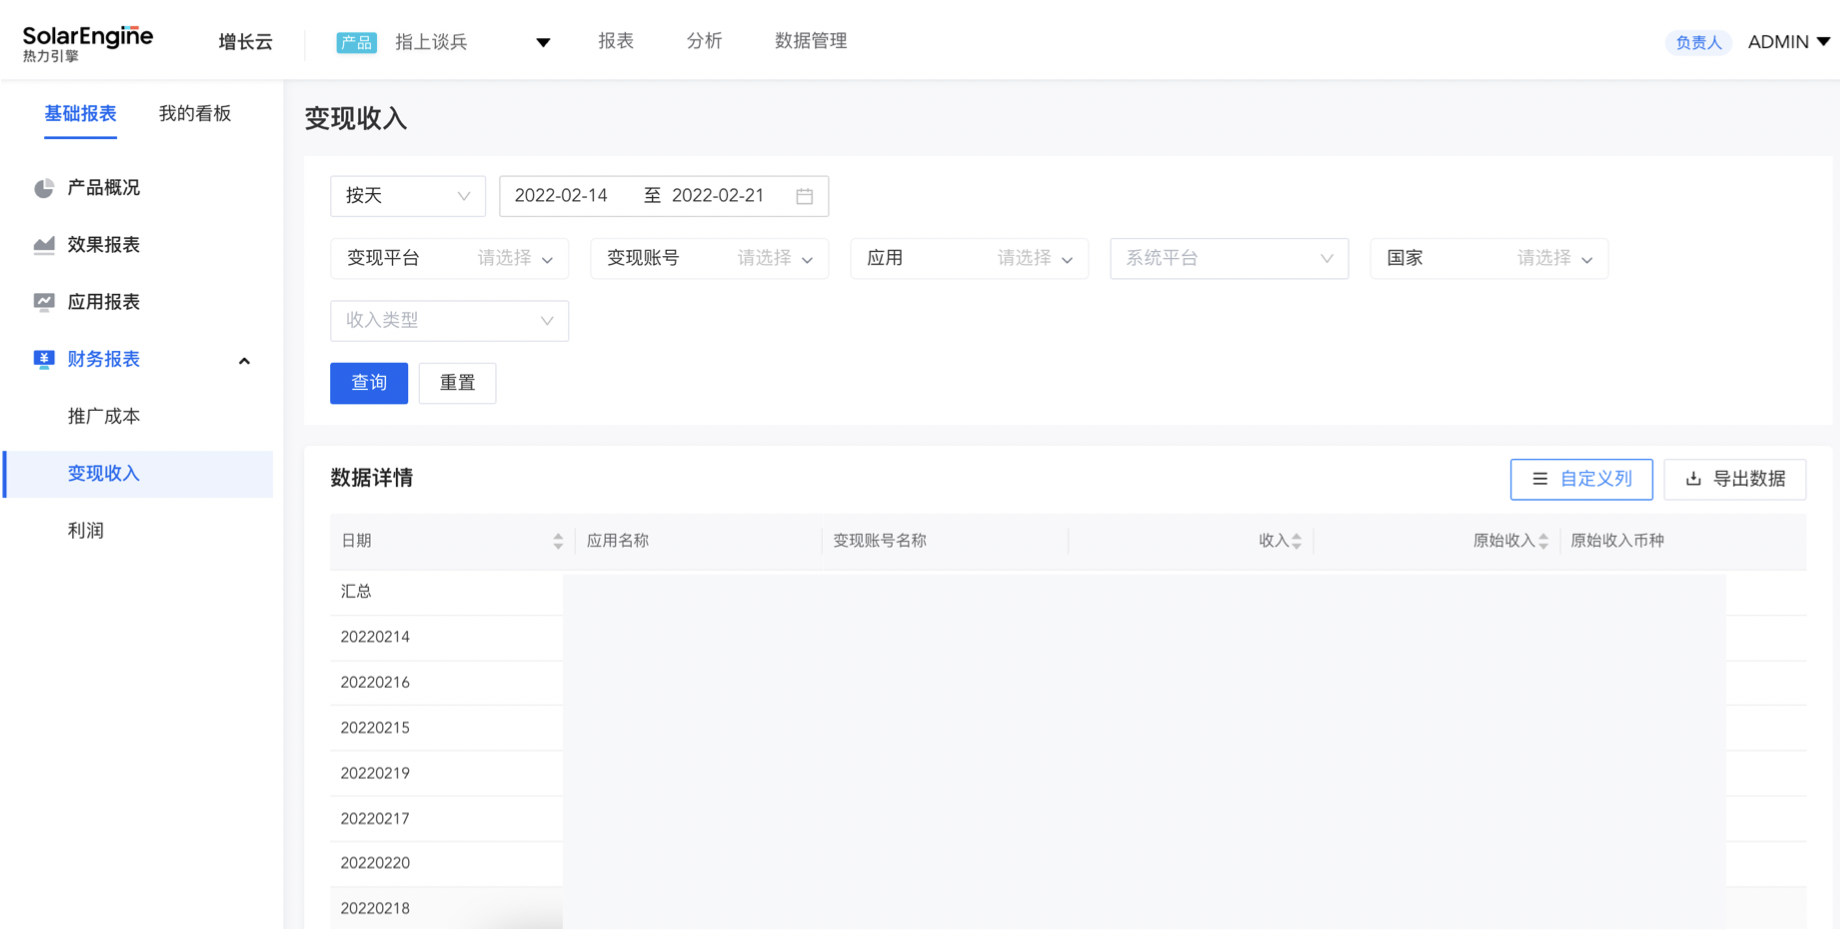 SolarEngine
热力引擎
增长云
产品 指上谈兵
报表
分析
数据管理
负责人 ADMIN
基础报表 我的看板
产品概况
效果报表
应用报表
财务报表
推广成本
变现收入
利润
变现收入
按天 2022-02-14 至 2022-02-21
变现平台 请选择 变现账号 请选择 应用 请选择 系统平台 国家 请选择
收入类型
查询 重置
数据详情 自定义列 导出数据
日期 应用名称 变现账号名称 收入 原始收入 原始收入币种
汇总
20220214
20220216
20220215
20220219
20220217
20220220
20220218